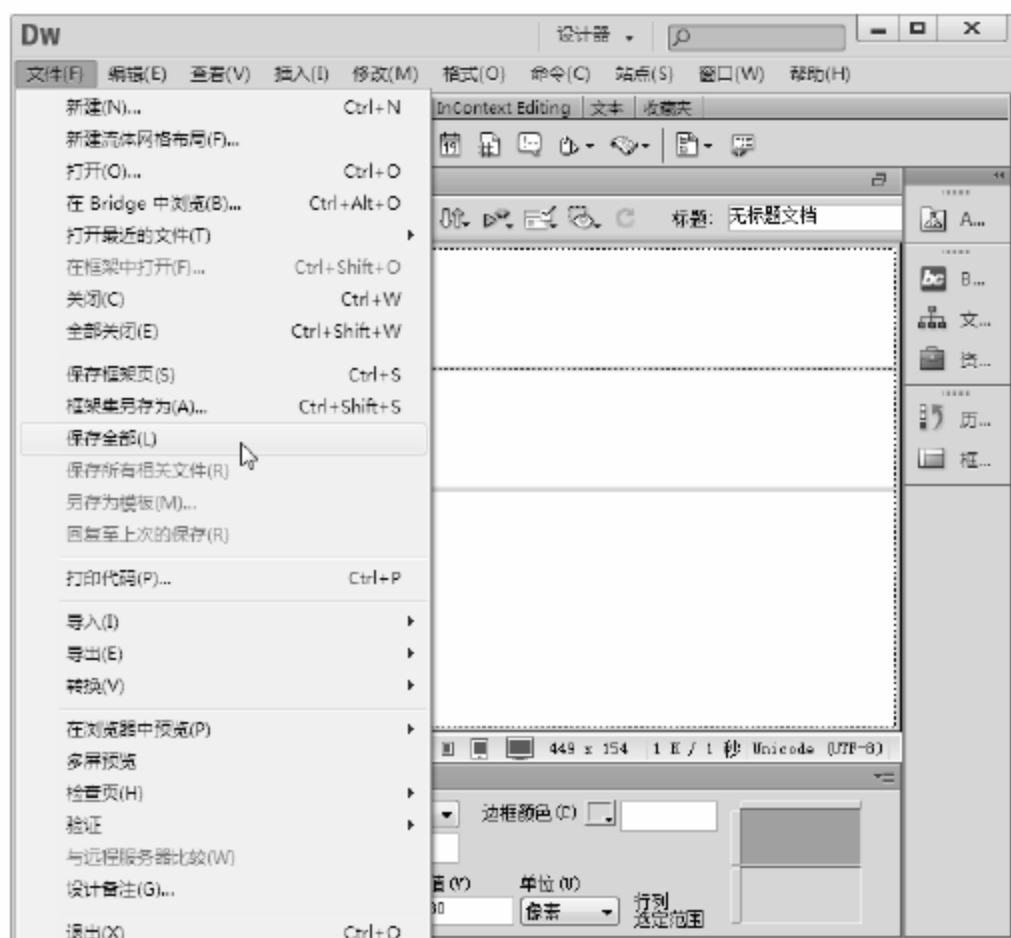 Dw
设计器
文件(F) 编辑(E) 查看(V) 插入(I) 修改(M) 格式(O) 命令(C) 站点(S) 窗口(W) 帮助(H)
新建(N)... Ctrl+N
新建流体网格布局(F)...
打开(O)... Ctrl+O
在 Bridge 中浏览(B)... Ctrl+Alt+O
打开最近的文件(T)
在框架中打开(F)... Ctrl+Shift+O
关闭(C) Ctrl+W
全部关闭(E) Ctrl+Shift+W
保存框架页(S) Ctrl+S
框架集另存为(A)... Ctrl+Shift+S
保存全部(L)
保存所有相关文件(R)
另存为模板(M)...
回复至上次的保存(R)
打印代码(P)... Ctrl+P
导入(I)
导出(E)
转换(V)
在浏览器中预览(P)
多屏预览
检查页(H)
验证
与远程服务器比较(W)
设计备注(G)...
退出(X) Ctrl+Q
InContext Editing 文本 收藏夹
19
标题: 无标题文档
A...
B...
文...
资...
历...
框...
449 x 154 1 K / 1 秒 Unicode (UTF-8)
边框颜色(C)
值(V) 单位(U)
像素
行列
选定范围